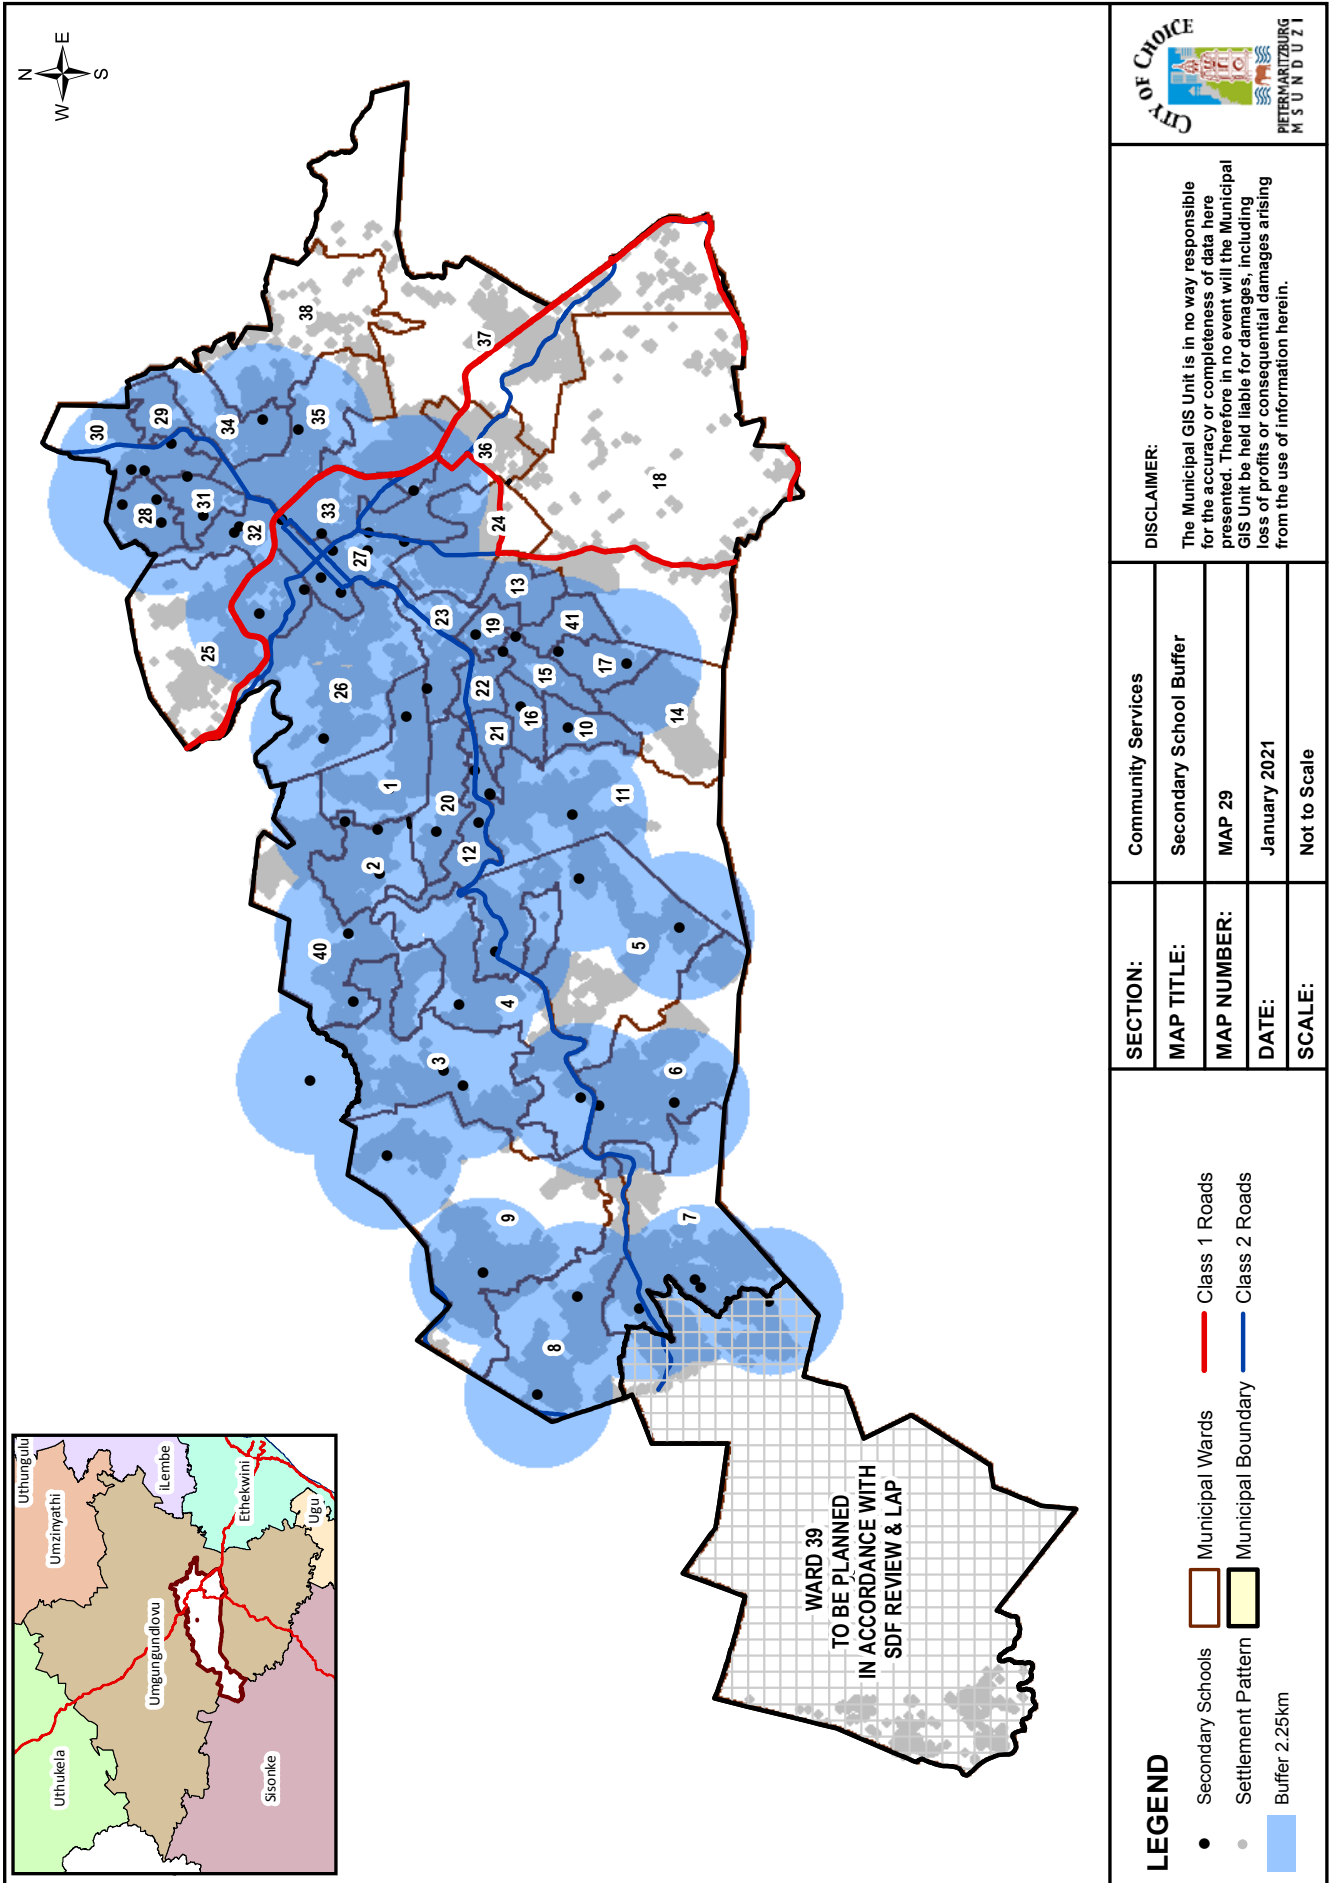 N
W
E
S
Uthungulu
Umzinyathi
iLembe
Ethekwini
Ugu
Umgungundlovu
Uthukela
Sisonke
30
29
34
35
38
28
31
32
33
27
25
26
23
37
36
24
18
13
19
41
17
15
22
16
10
21
14
1
20
11
12
2
40
5
4
3
6
9
7
8
WARD 39
TO BE PLANNED
IN ACCORDANCE WITH
SDF REVIEW & LAP
LEGEND
Secondary Schools
Settlement Pattern
Buffer 2.25km
Municipal Wards
Municipal Boundary
Class 1 Roads
Class 2 Roads
SECTION:
Community Services
MAP TITLE:
Secondary School Buffer
MAP NUMBER:
MAP 29
DATE:
January 2021
SCALE:
Not to Scale
DISCLAIMER:
The Municipal GIS Unit is in no way responsible
for the accuracy or completeness of data here
presented. Therefore in no event will the Municipal
GIS Unit be held liable for damages, including
loss of profits or consequential damages arising
from the use of information herein.
CITY OF CHOICE
PIETERMARITZBURG
MSUNDUZI